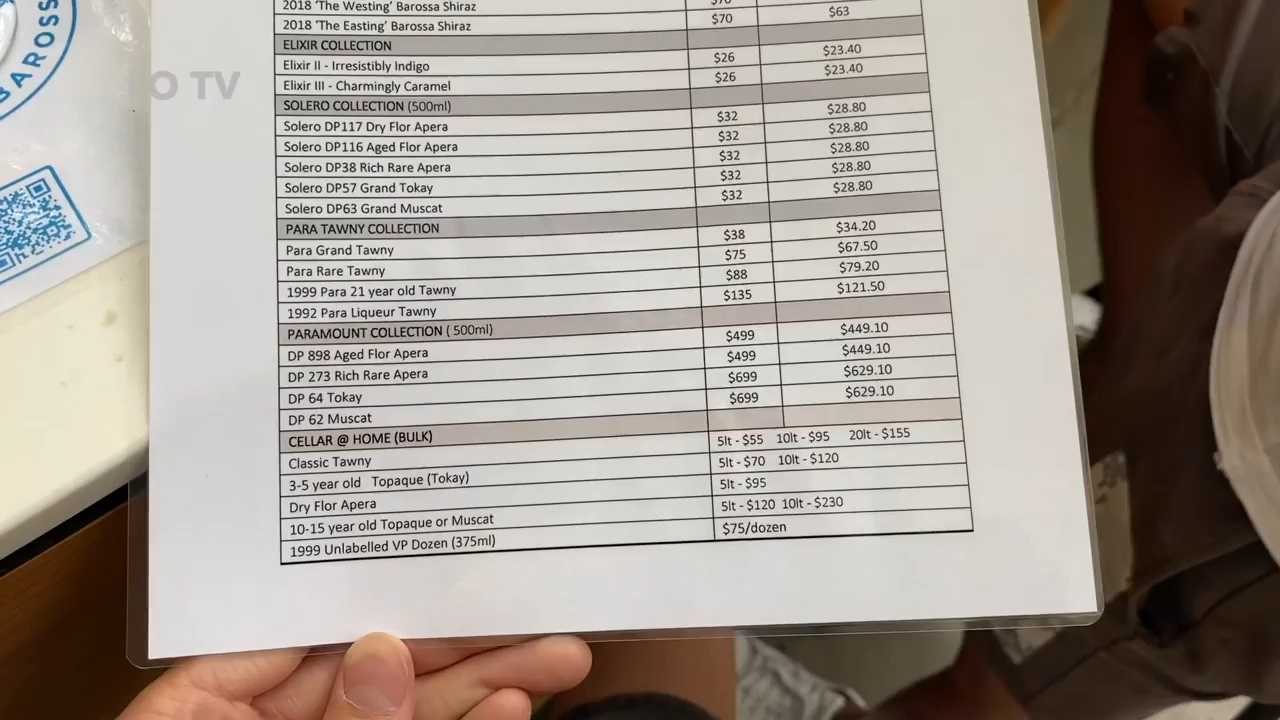 BAROSS
O TV
2018 'The Westing' Barossa Shiraz $70
2018 'The Easting' Barossa Shiraz $70 $63
ELIXIR COLLECTION
Elixir II - Irresistibly Indigo $26 $23.40
Elixir III - Charmingly Caramel $26 $23.40
SOLERO COLLECTION (500ml)
Solero DP117 Dry Flor Apera $32 $28.80
Solero DP116 Aged Flor Apera $32 $28.80
Solero DP38 Rich Rare Apera $32 $28.80
Solero DP57 Grand Tokay $32 $28.80
Solero DP63 Grand Muscat $32 $28.80
PARA TAWNY COLLECTION
Para Grand Tawny $38 $34.20
Para Rare Tawny $75 $67.50
1999 Para 21 year old Tawny $88 $79.20
1992 Para Liqueur Tawny $135 $121.50
PARAMOUNT COLLECTION ( 500ml)
DP 898 Aged Flor Apera $499 $449.10
DP 273 Rich Rare Apera $499 $449.10
DP 64 Tokay $699 $629.10
DP 62 Muscat $699 $629.10
CELLAR @ HOME (BULK)
Classic Tawny 5lt - $55 10lt - $95 20lt - $155
3-5 year old Topaque (Tokay) 5lt - $70 10lt - $120
Dry Flor Apera 5lt - $95
10-15 year old Topaque or Muscat 5lt - $120 10lt - $230
1999 Unlabelled VP Dozen (375ml) $75/dozen